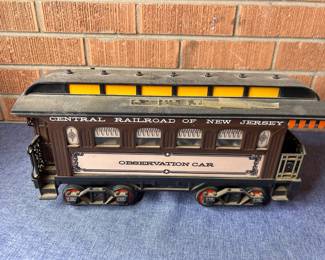 CENTRAL RAILROAD OF NEW JERSEY
OBSERVATION CAR